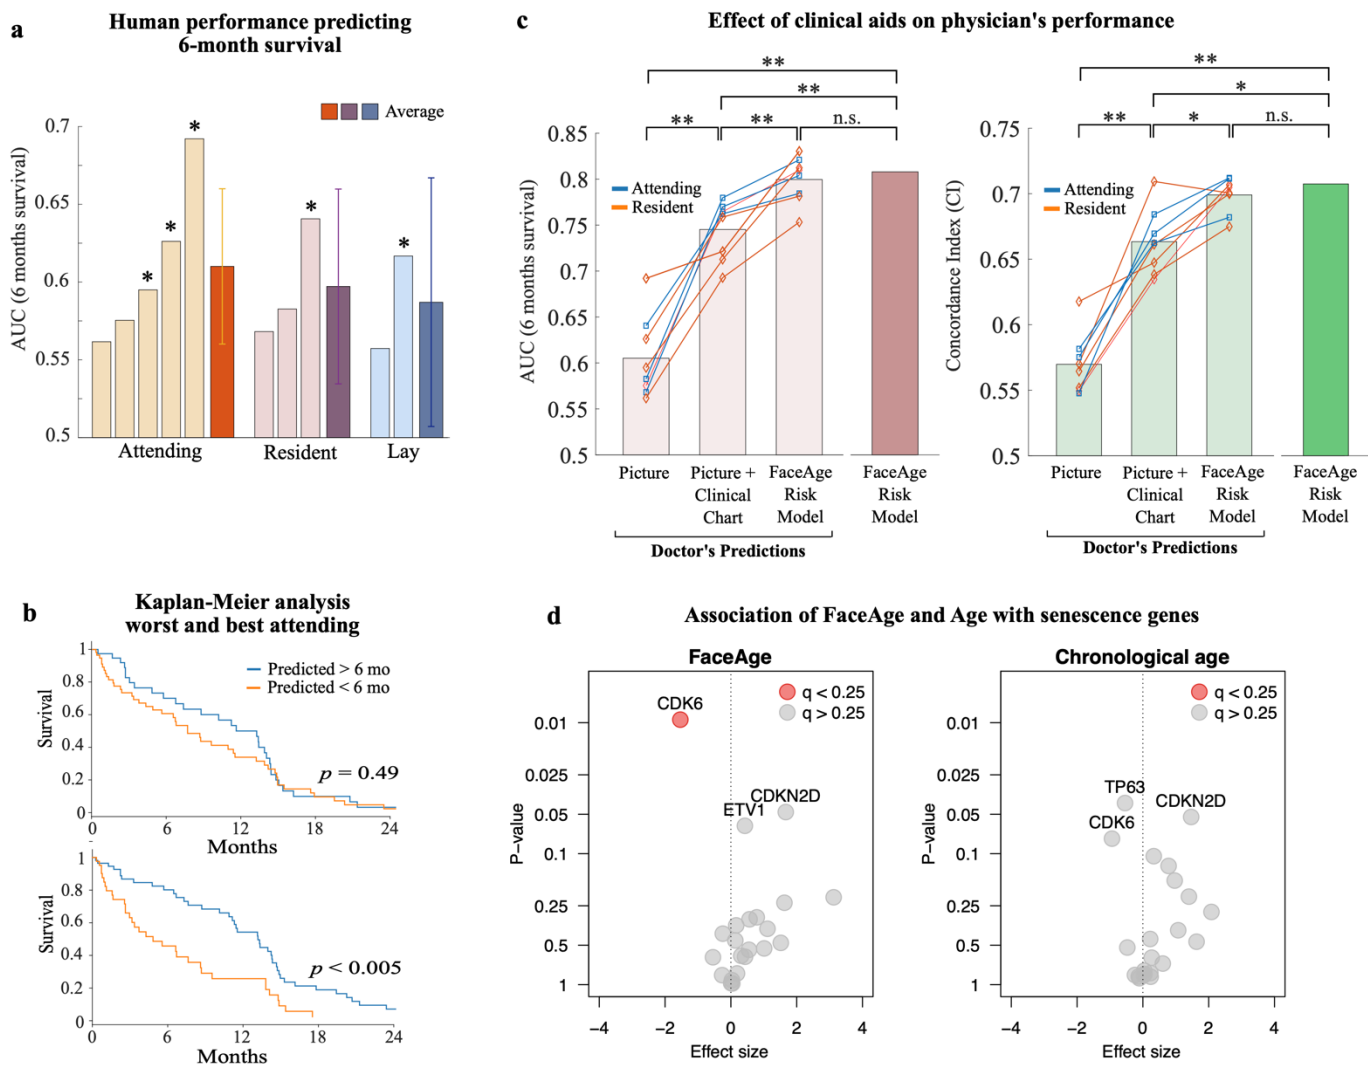 a
Human performance predicting
6-month survival
Average
AUC (6 months survival)
0.7
0.65
0.6
0.55
0.5
*
*
*
*
*
Attending
Resident
Lay
c
Effect of clinical aids on physician's performance
**
**
**
**
n.s.
AUC (6 months survival)
0.85
0.8
0.75
0.7
0.65
0.6
0.55
0.5
Attending
Resident
Picture
Picture +
Clinical
Chart
FaceAge
Risk
Model
FaceAge
Risk
Model
Doctor's Predictions
**
*
**
*
n.s.
Concordance Index (CI)
0.75
0.7
0.65
0.6
0.55
0.5
Attending
Resident
Picture
Picture +
Clinical
Chart
FaceAge
Risk
Model
FaceAge
Risk
Model
Doctor's Predictions
b
Kaplan-Meier analysis
worst and best attending
Survival
1
0.8
0.6
0.4
0.2
0
Predicted > 6 mo
Predicted < 6 mo
p = 0.49
0
6
12
18
24
Months
Survival
1
0.8
0.6
0.4
0.2
0
p < 0.005
0
6
12
18
24
Months
d
Association of FaceAge and Age with senescence genes
FaceAge
P-value
0.01
0.025
0.05
0.1
0.25
0.5
1
q < 0.25
q > 0.25
CDK6
CDKN2D
ETV1
−4
−2
0
2
4
Effect size
Chronological age
P-value
0.01
0.025
0.05
0.1
0.25
0.5
1
q < 0.25
q > 0.25
TP63
CDKN2D
CDK6
−4
−2
0
2
4
Effect size